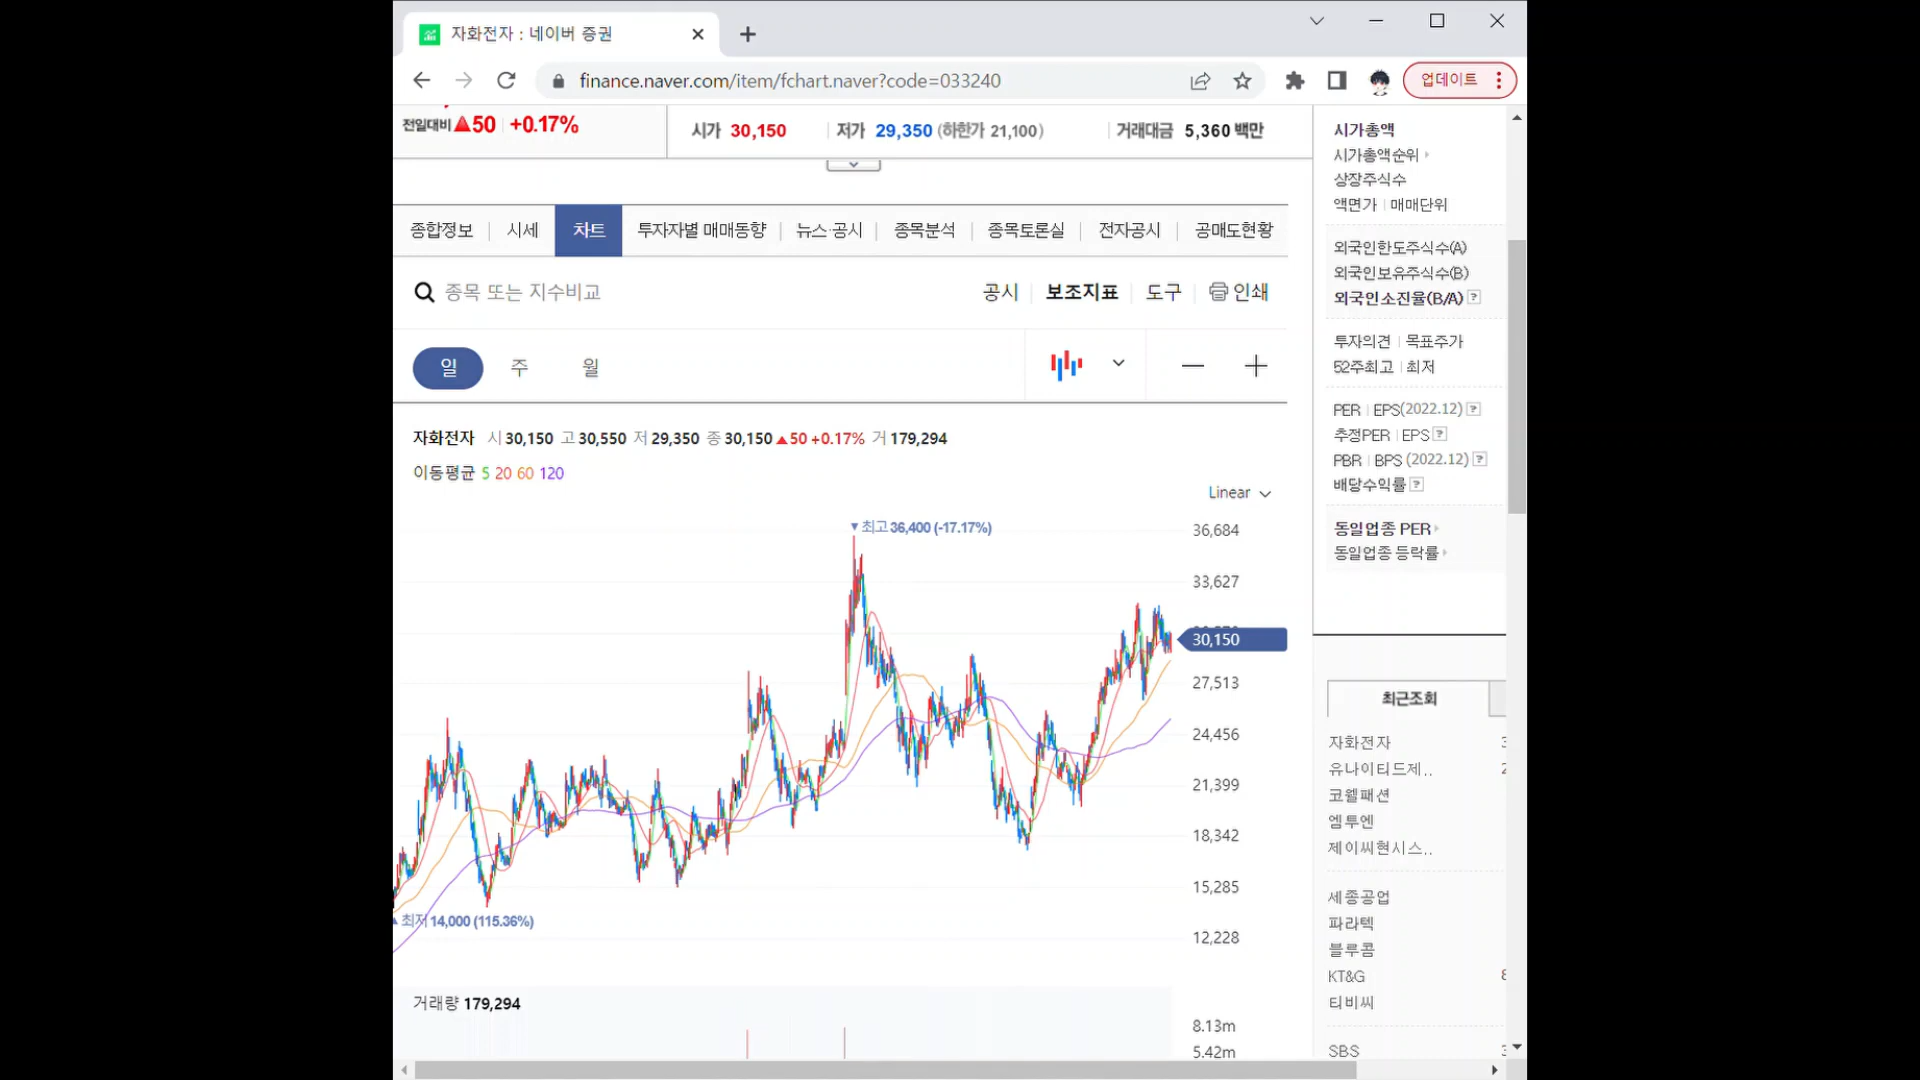 자화전자 : 네이버 증권
finance.naver.com/item/fchart.naver?code=033240
업데이트
전일대비 ▲50 +0.17%
시가 30,150 저가 29,350 (하한가 21,100) 거래대금 5,360 백만
종합정보 시세 차트 투자자별 매매동향 뉴스·공시 종목분석 종목토론실 전자공시 공매도현황
종목 또는 지수비교
공시 보조지표 도구 인쇄
일 주 월
자화전자 시 30,150 고 30,550 저 29,350 종 30,150 ▲50 +0.17% 거 179,294
이동평균 5 20 60 120
Linear
▼최고 36,400 (-17.17%)
36,684
33,627
30,150
27,513
24,456
21,399
18,342
15,285
▲최저 14,000 (115.36%)
12,228
거래량 179,294
8.13m
5.42m
시가총액
시가총액순위
상장주식수
액면가 매매단위
외국인한도주식수(A)
외국인보유주식수(B)
외국인소진율(B/A) ?
투자의견 목표주가
52주최고 최저
PER EPS(2022.12) ?
추정PER EPS ?
PBR BPS (2022.12) ?
배당수익률 ?
동일업종 PER
동일업종 등락률
최근조회
자화전자
유나이티드제..
코웰패션
엠투엔
제이씨현시스..
세종공업
파라텍
블루콤
KT&G
티비씨
SBS